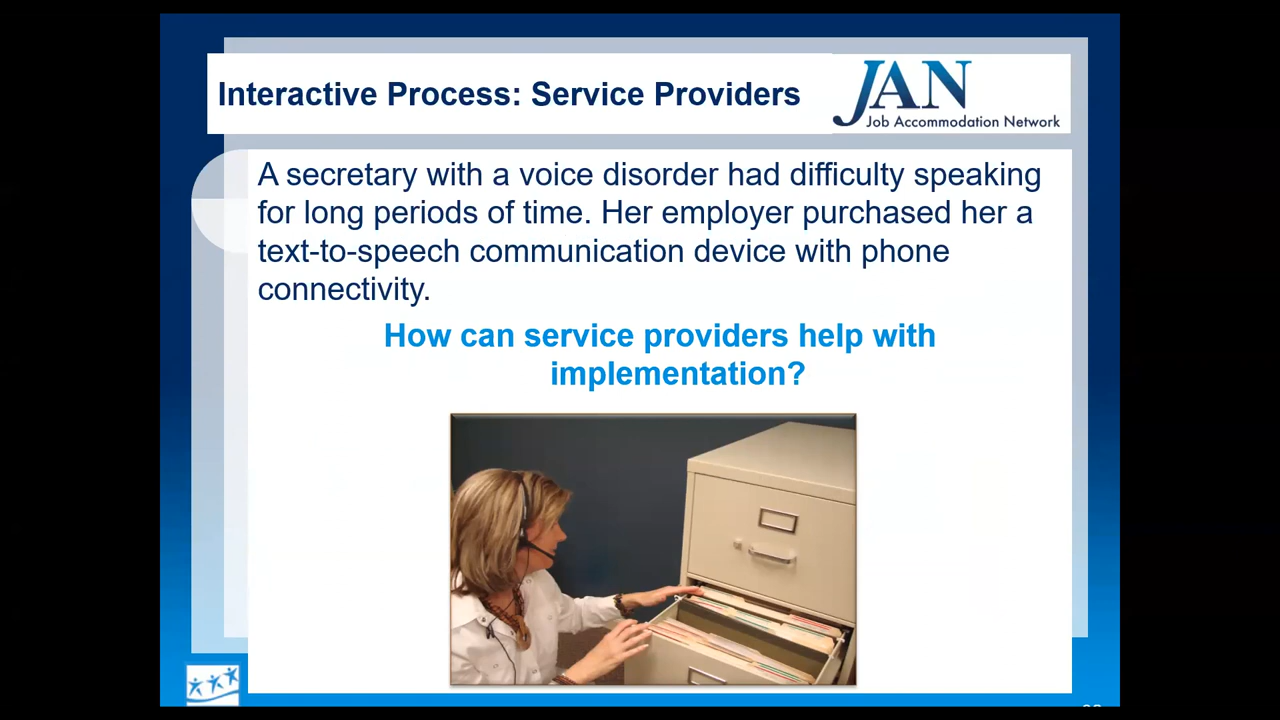 Interactive Process: Service Providers
JAN
Job Accommodation Network
A secretary with a voice disorder had difficulty speaking
for long periods of time. Her employer purchased her a
text-to-speech communication device with phone
connectivity.
How can service providers help with
implementation?